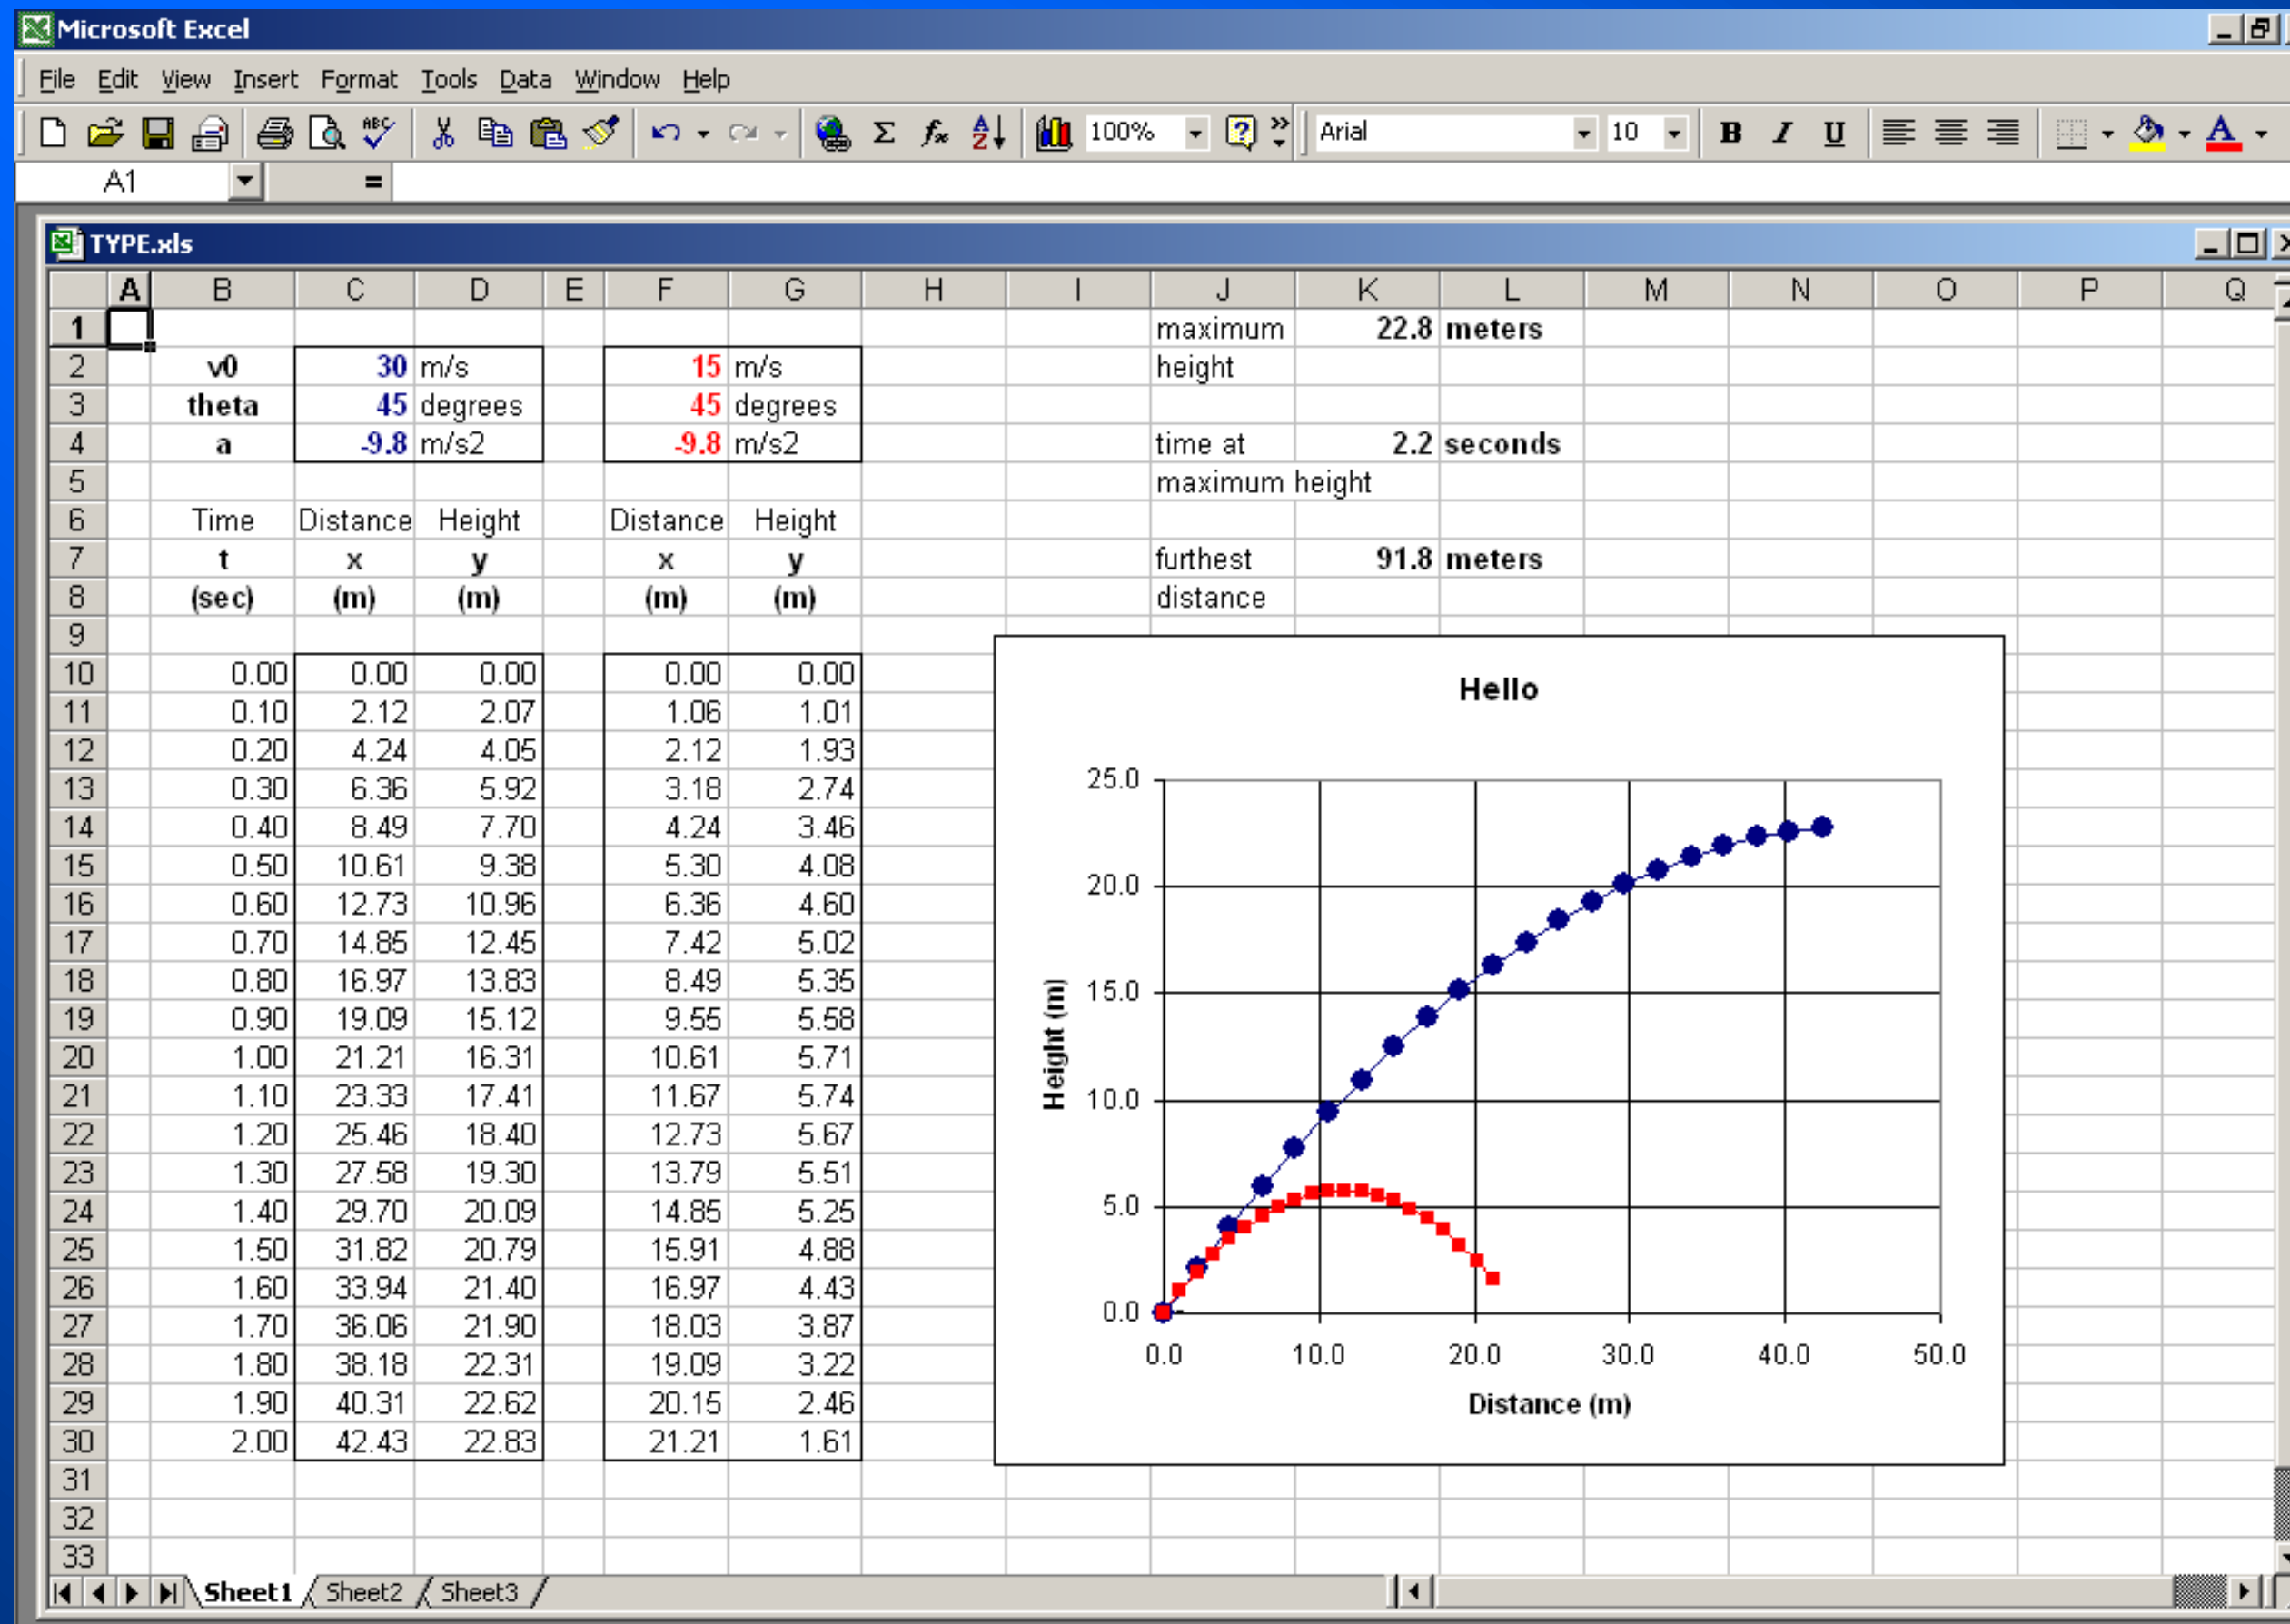 Microsoft Excel
File Edit View Insert Format Tools Data Window Help
ABC Σ fx A Z 100% ? » Arial 10 B I U A
A1 =
TYPE.xls
A B C D E F G H I J K L M N O P Q
1 maximum 22.8 meters
2 v0 30 m/s 15 m/s height
3 theta 45 degrees 45 degrees
4 a -9.8 m/s2 -9.8 m/s2 time at 2.2 seconds
5 maximum height
6 Time Distance Height Distance Height
7 t x y x y furthest 91.8 meters
8 (sec) (m) (m) (m) (m) distance
9
10 0.00 0.00 0.00 0.00 0.00
11 0.10 2.12 2.07 1.06 1.01
12 0.20 4.24 4.05 2.12 1.93
13 0.30 6.36 5.92 3.18 2.74
14 0.40 8.49 7.70 4.24 3.46
15 0.50 10.61 9.38 5.30 4.08
16 0.60 12.73 10.96 6.36 4.60
17 0.70 14.85 12.45 7.42 5.02
18 0.80 16.97 13.83 8.49 5.35
19 0.90 19.09 15.12 9.55 5.58
20 1.00 21.21 16.31 10.61 5.71
21 1.10 23.33 17.41 11.67 5.74
22 1.20 25.46 18.40 12.73 5.67
23 1.30 27.58 19.30 13.79 5.51
24 1.40 29.70 20.09 14.85 5.25
25 1.50 31.82 20.79 15.91 4.88
26 1.60 33.94 21.40 16.97 4.43
27 1.70 36.06 21.90 18.03 3.87
28 1.80 38.18 22.31 19.09 3.22
29 1.90 40.31 22.62 20.15 2.46
30 2.00 42.43 22.83 21.21 1.61
31
32
33
Hello
25.0
20.0
15.0
10.0
5.0
0.0
Height (m)
0.0 10.0 20.0 30.0 40.0 50.0
Distance (m)
Sheet1 Sheet2 Sheet3